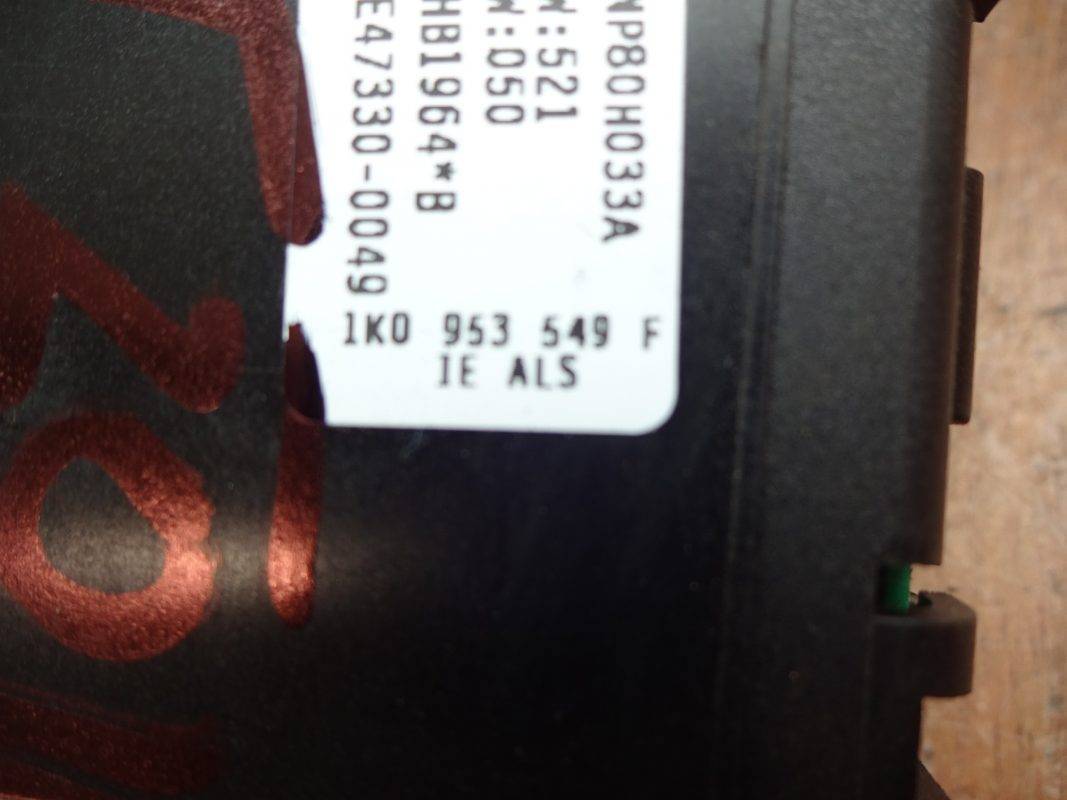 NP80H033A
W:521
W:050
HB1964*B
E47330-0049
1K0 953 549 F
IE ALS